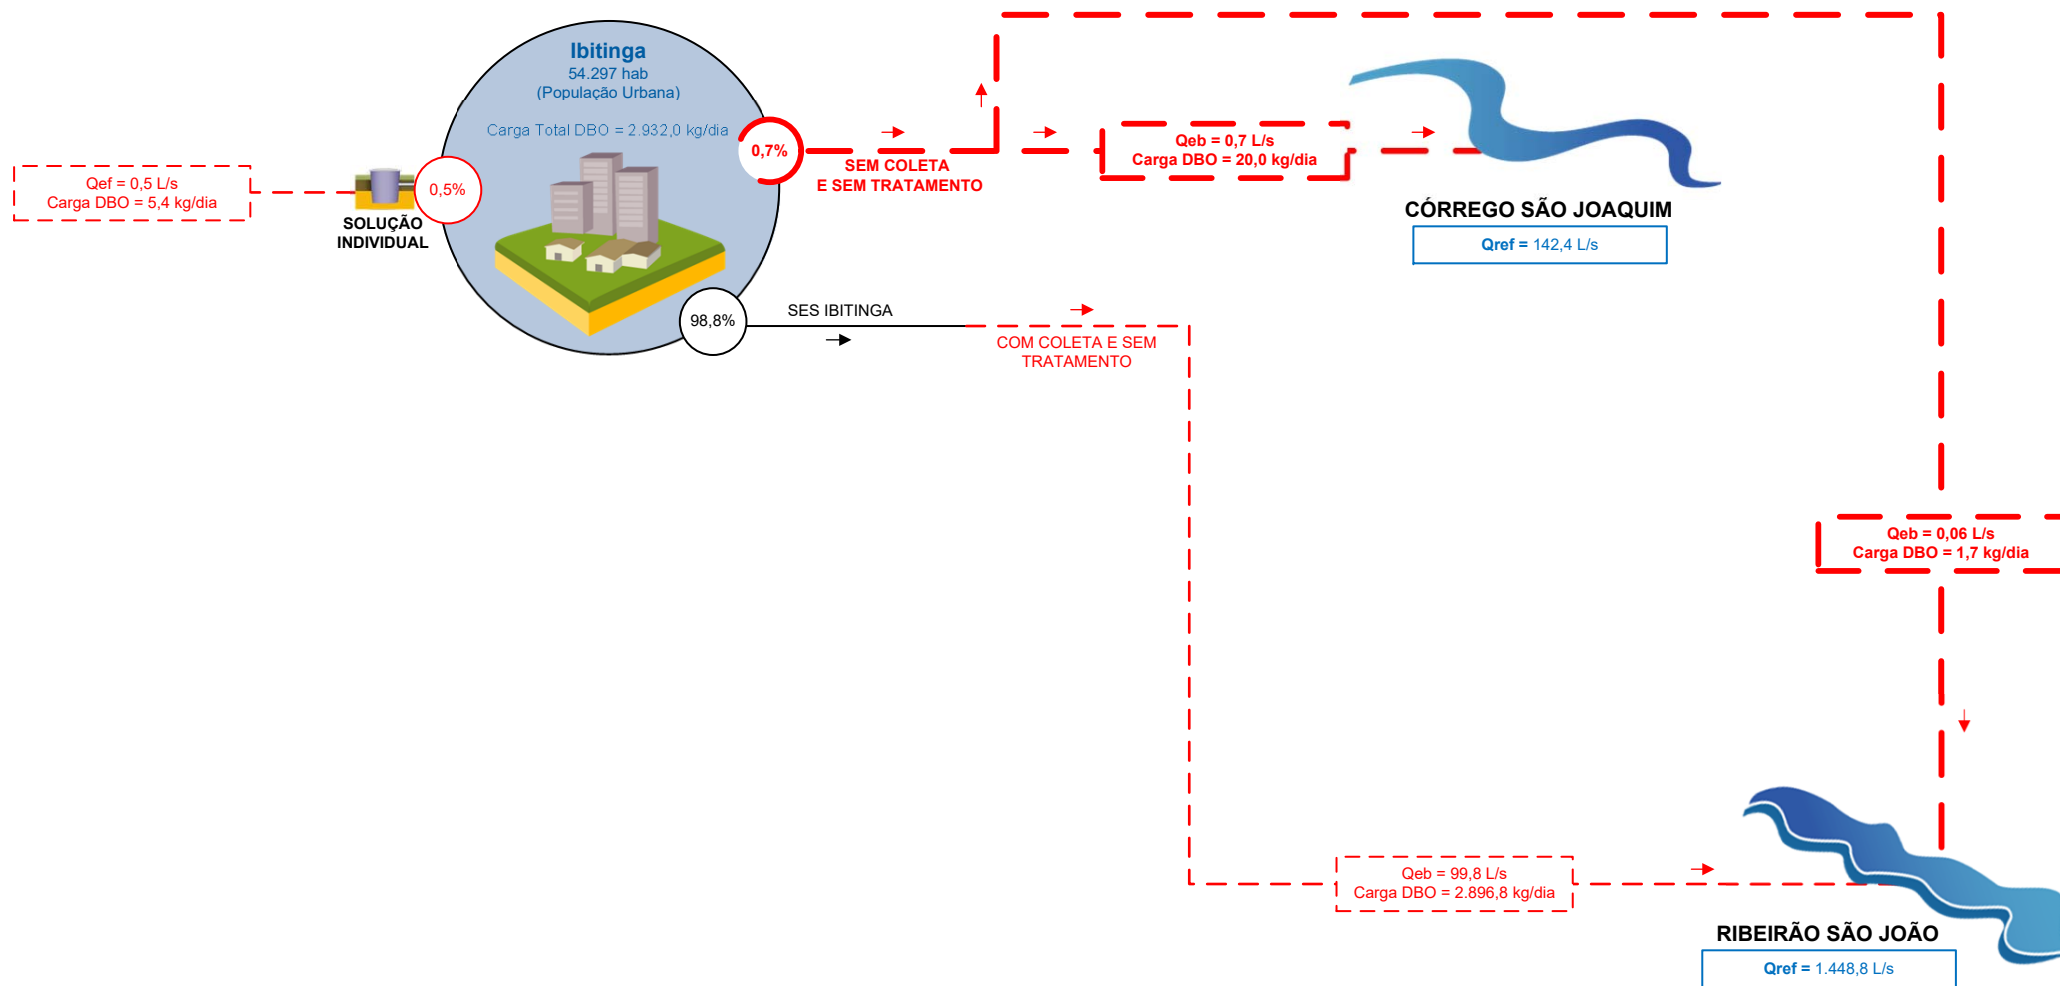 Ibitinga
54.297 hab
(População Urbana)
Carga Total DBO = 2.932,0 kg/dia
0,7%
SEM COLETA
E SEM TRATAMENTO
Qeb = 0,7 L/s
Carga DBO = 20,0 kg/dia
Qef = 0,5 L/s
Carga DBO = 5,4 kg/dia
0,5%
SOLUÇÃO
INDIVIDUAL
CÓRREGO SÃO JOAQUIM
Qref = 142,4 L/s
98,8%
SES IBITINGA
COM COLETA E SEM
TRATAMENTO
Qeb = 0,06 L/s
Carga DBO = 1,7 kg/dia
Qeb = 99,8 L/s
Carga DBO = 2.896,8 kg/dia
RIBEIRÃO SÃO JOÃO
Qref = 1.448,8 L/s